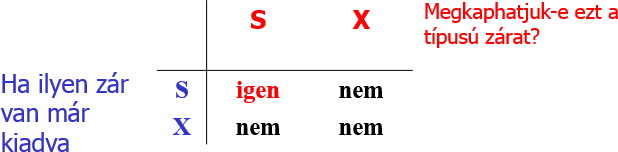 S X
Megkaphatjuk-e ezt a
típusú zárat?
Ha ilyen zár
van már
kiadva
S igen nem
X nem nem